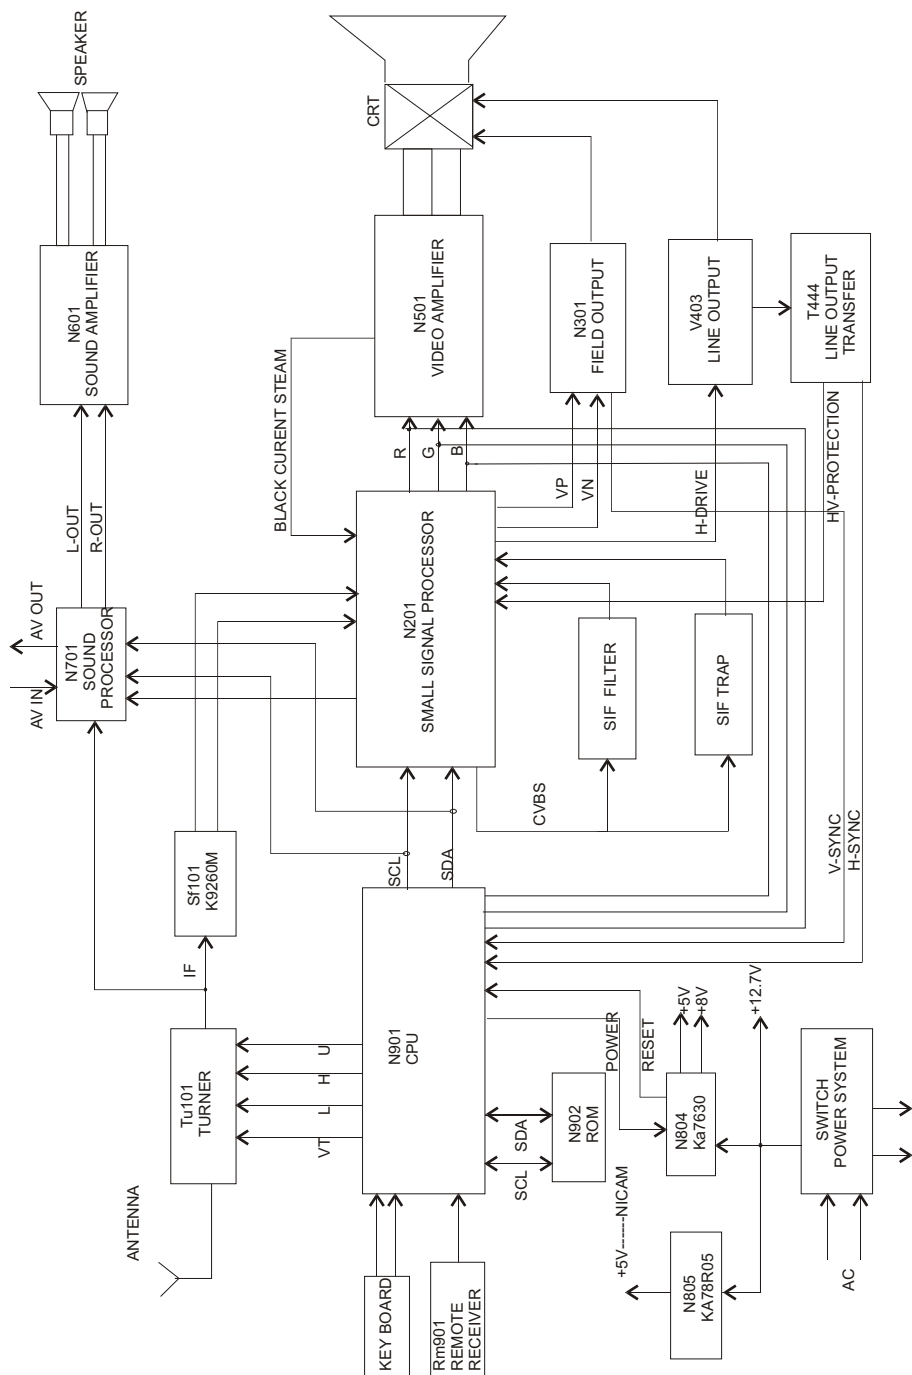 SPEAKER
N601
SOUND AMPLIFIER
L-OUT
R-OUT
AV OUT
AV IN
N701
SOUND
PROCESSOR
CRT
N501
VIDEO AMPLIFIER
BLACK CURENT STEAM
R
G
B
N201
SMALL SIGNAL PROCESSOR
N301
FIELD OUTPUT
VP
VN
V403
LINE OUTPUT
H-DRIVE
T444
LINE OUTPUT
TRANSFER
HV-PROTECTION
SIF FILTER
SIF TRAP
CVBS
V-SYNC
H-SYNC
Sf101
K9260M
IF
SCL
SDA
Tu101
TURNER
ANTENNA
U
H
L
VT
N901
CPU
POWER
RESET
SDA
SCL
N902
ROM
+5V
+8V
+12.7V
N804
Ka7630
SWITCH
POWER SYSTEM
AC
+5V------NICAM
N805
KA78R05
KEY BOARD
Rm901
REMOTE
RECEIVER